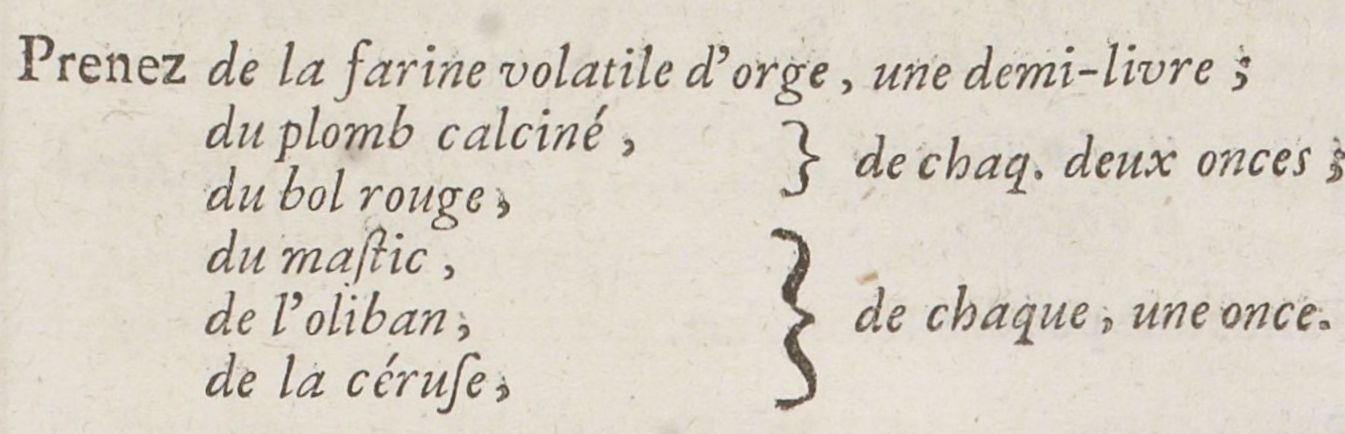 Prenez de la farine volatile d'orge, une demi-livre;
du plomb calciné,
du bol rouge,
} de chaq. deux onces;
du maſtic,
de l'oliban,
de la céruſe,
} de chaque, une once.